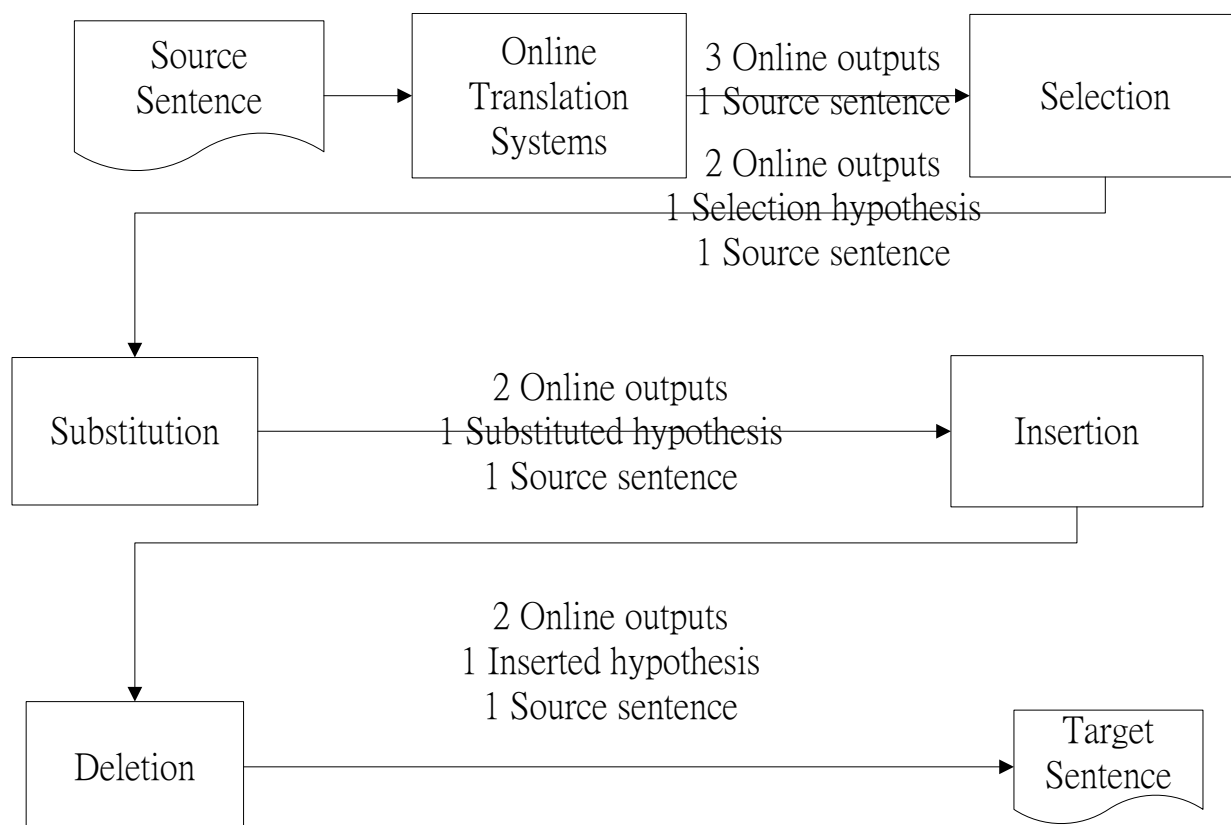 Source
Sentence
Online
Translation
Systems
3 Online outputs
1 Source sentence
Selection
2 Online outputs
1 Selection hypothesis
1 Source sentence
Substitution
2 Online outputs
1 Substituted hypothesis
1 Source sentence
Insertion
2 Online outputs
1 Inserted hypothesis
1 Source sentence
Deletion
Target
Sentence